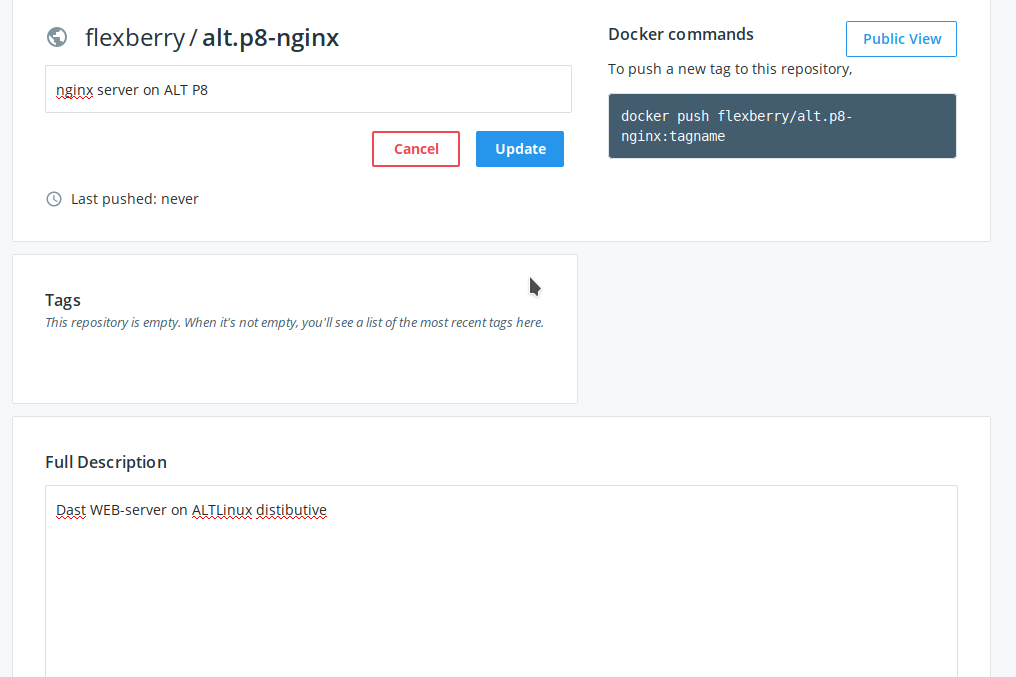 flexberry / alt.p8-nginx
nginx server on ALT P8
Cancel
Update
Last pushed: never
Docker commands
Public View
To push a new tag to this repository,
docker push flexberry/alt.p8-
nginx:tagname
Tags
This repository is empty. When it's not empty, you'll see a list of the most recent tags here.
Full Description
Dast WEB-server on ALTLinux distibutive